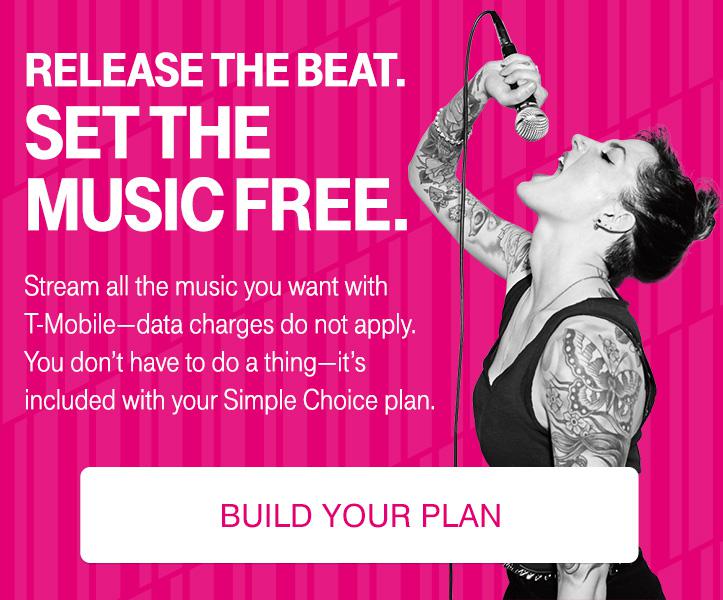 RELEASE THE BEAT.
SET THE
MUSIC FREE.
Stream all the music you want with
T-Mobile—data charges do not apply.
You don’t have to do a thing—it’s
included with your Simple Choice plan.
BUILD YOUR PLAN